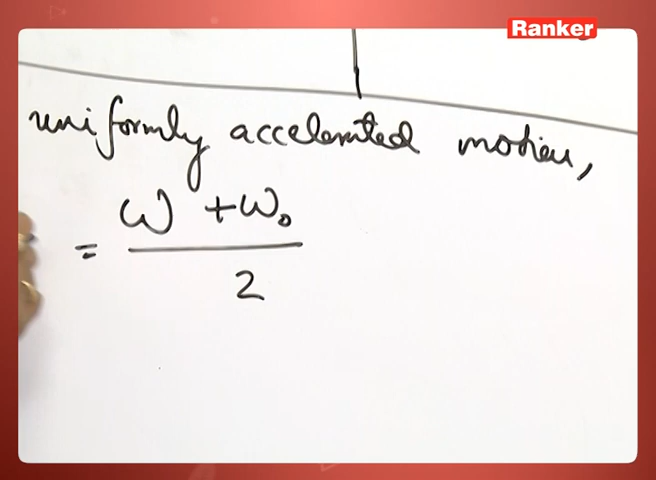 Ranker
uniformly accelerated motion,
= ω + ω₀
2